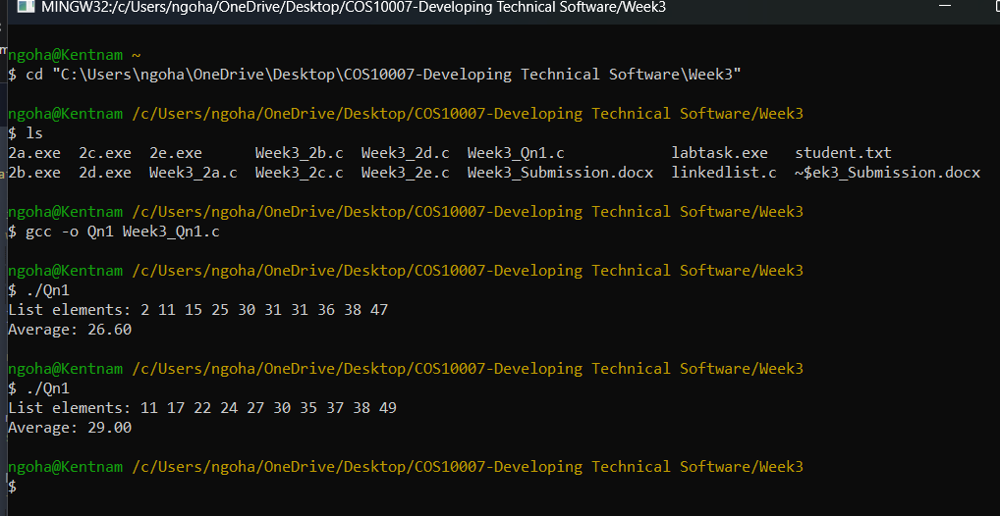 MINGW32:/c/Users/ngoha/OneDrive/Desktop/COS10007-Developing Technical Software/Week3
ngoha@Kentnam ~
$ cd "C:\Users\ngoha\OneDrive\Desktop\COS10007-Developing Technical Software\Week3"
ngoha@Kentnam /c/Users/ngoha/OneDrive/Desktop/COS10007-Developing Technical Software/Week3
$ ls
2a.exe 2c.exe 2e.exe Week3_2b.c Week3_2d.c Week3_Qn1.c labtask.exe student.txt
2b.exe 2d.exe Week3_2a.c Week3_2c.c Week3_2e.c Week3_Submission.docx linkedlist.c ~$ek3_Submission.docx
ngoha@Kentnam /c/Users/ngoha/OneDrive/Desktop/COS10007-Developing Technical Software/Week3
$ gcc -o Qn1 Week3_Qn1.c
ngoha@Kentnam /c/Users/ngoha/OneDrive/Desktop/COS10007-Developing Technical Software/Week3
$ ./Qn1
List elements: 2 11 15 25 30 31 31 36 38 47
Average: 26.60
ngoha@Kentnam /c/Users/ngoha/OneDrive/Desktop/COS10007-Developing Technical Software/Week3
$ ./Qn1
List elements: 11 17 22 24 27 30 35 37 38 49
Average: 29.00
ngoha@Kentnam /c/Users/ngoha/OneDrive/Desktop/COS10007-Developing Technical Software/Week3
$